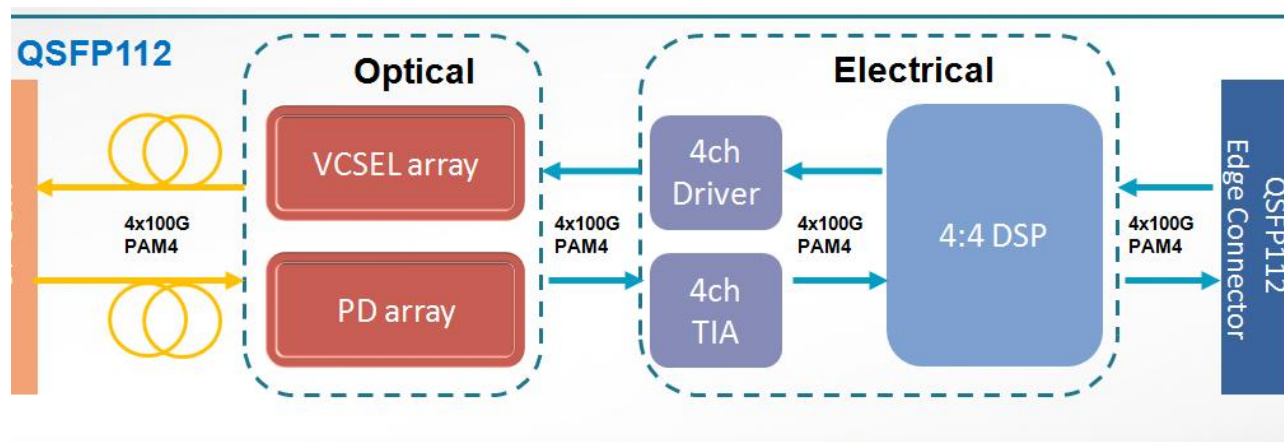 QSFP112
Optical
Electrical
VCSEL array
PD array
4x100G
PAM4
4x100G
PAM4
4ch
Driver
4ch
TIA
4x100G
PAM4
4:4 DSP
4x100G
PAM4
QSFP112
Edge Connector